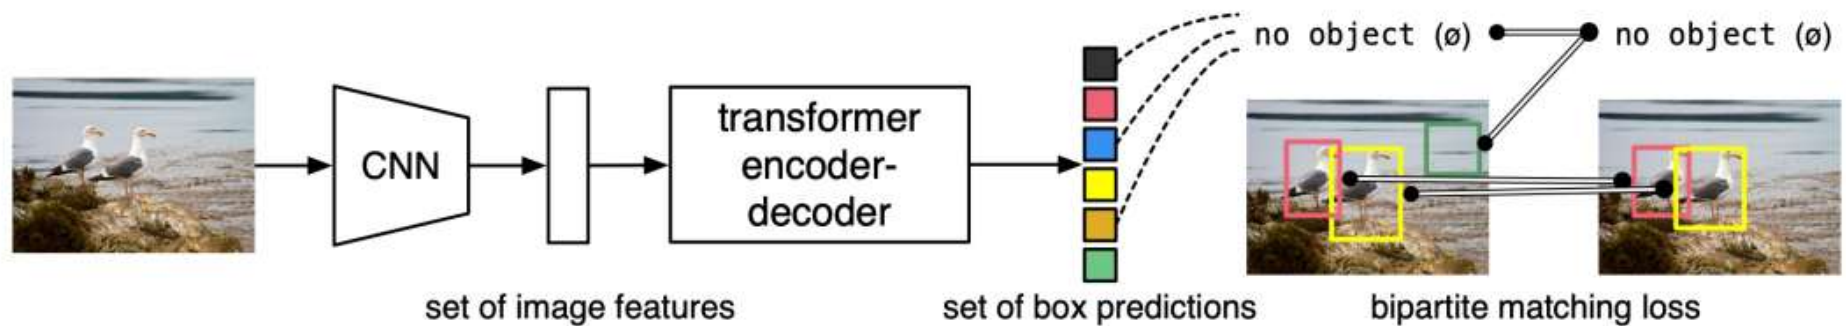 no object (ø)
no object (ø)
CNN
transformer
encoder-
decoder
set of image features
set of box predictions
bipartite matching loss